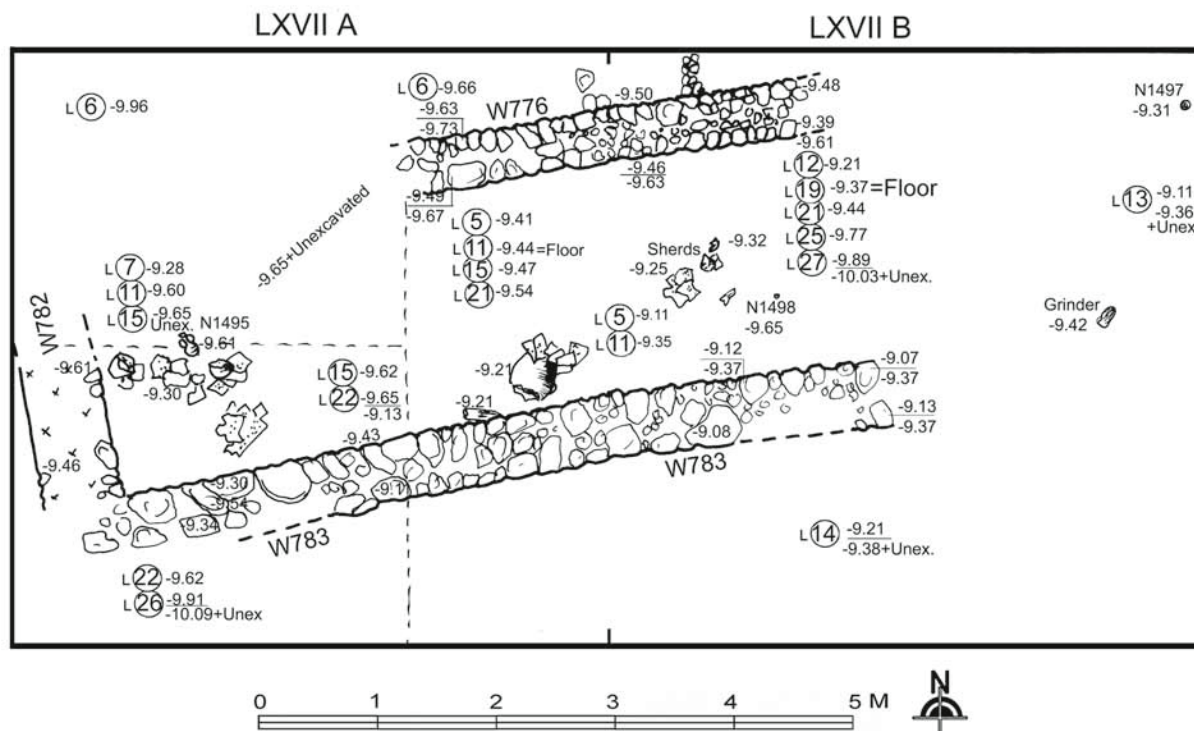 LXVII A
LXVII B
L 6 -9.96
L 6 -9.66
-9.63
-9.73
W776
-9.50
-9.48
-9.39
-9.61
N1497
-9.31
-9.46
-9.63
-9.49
-9.67
-9.65+Unexcavated
L 12 -9.21
L 19 -9.37=Floor
L 21 -9.44
L 25 -9.77
L 27 -9.89
-10.03+Unex.
L 13 -9.11
-9.36
+Unex
L 5 -9.41
L 11 -9.44=Floor
L 15 -9.47
L 21 -9.54
Sherds
-9.32
-9.25
N1498
-9.65
L 7 -9.28
L 11 -9.60
L 15 -9.65
Unex.
N1495
-9.61
W782
-9.61
-9.30
-9.46
L 5 -9.11
L 11 -9.35
Grinder
-9.42
L 15 -9.62
L 22 -9.65
-9.13
-9.21
-9.21
-9.12
-9.37
-9.07
-9.37
-9.13
-9.37
-9.43
-9.08
-9.30
-9.54
-9.34
-9.1
W783
W783
L 14 -9.21
-9.38+Unex.
L 22 -9.62
L 26 -9.91
-10.09+Unex
0 1 2 3 4 5 M
N